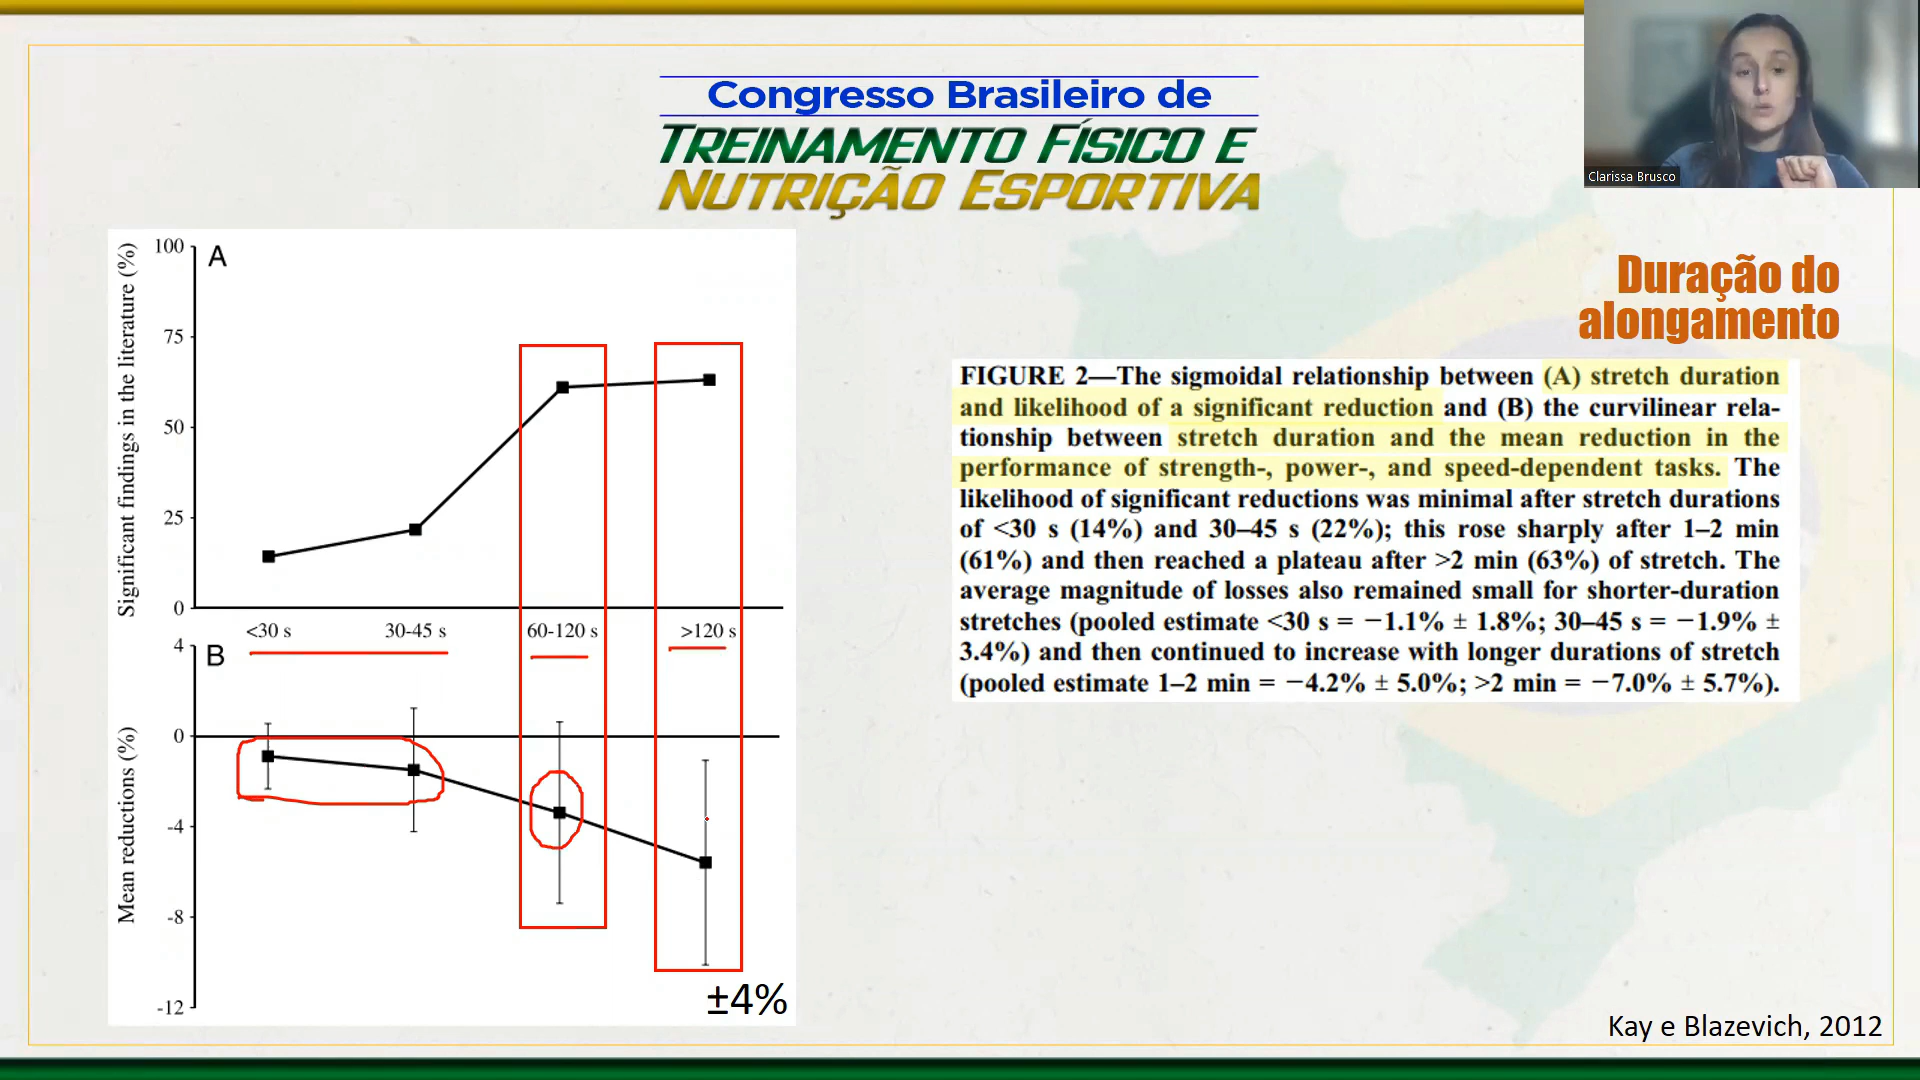 Congresso Brasileiro de
TREINAMENTO FÍSICO E
NUTRIÇÃO ESPORTIVA
Clarissa Brusco
Duração do
alongamento
A
Significant findings in the literature (%)
100
75
50
25
0
<30 s
30-45 s
60-120 s
>120 s
B
Mean reductions (%)
4
0
-4
-8
-12
±4%
FIGURE 2—The sigmoidal relationship between (A) stretch duration
and likelihood of a significant reduction and (B) the curvilinear rela-
tionship between stretch duration and the mean reduction in the
performance of strength-, power-, and speed-dependent tasks. The
likelihood of significant reductions was minimal after stretch durations
of <30 s (14%) and 30–45 s (22%); this rose sharply after 1–2 min
(61%) and then reached a plateau after >2 min (63%) of stretch. The
average magnitude of losses also remained small for shorter-duration
stretches (pooled estimate <30 s = −1.1% ± 1.8%; 30–45 s = −1.9% ±
3.4%) and then continued to increase with longer durations of stretch
(pooled estimate 1–2 min = −4.2% ± 5.0%; >2 min = −7.0% ± 5.7%).
Kay e Blazevich, 2012